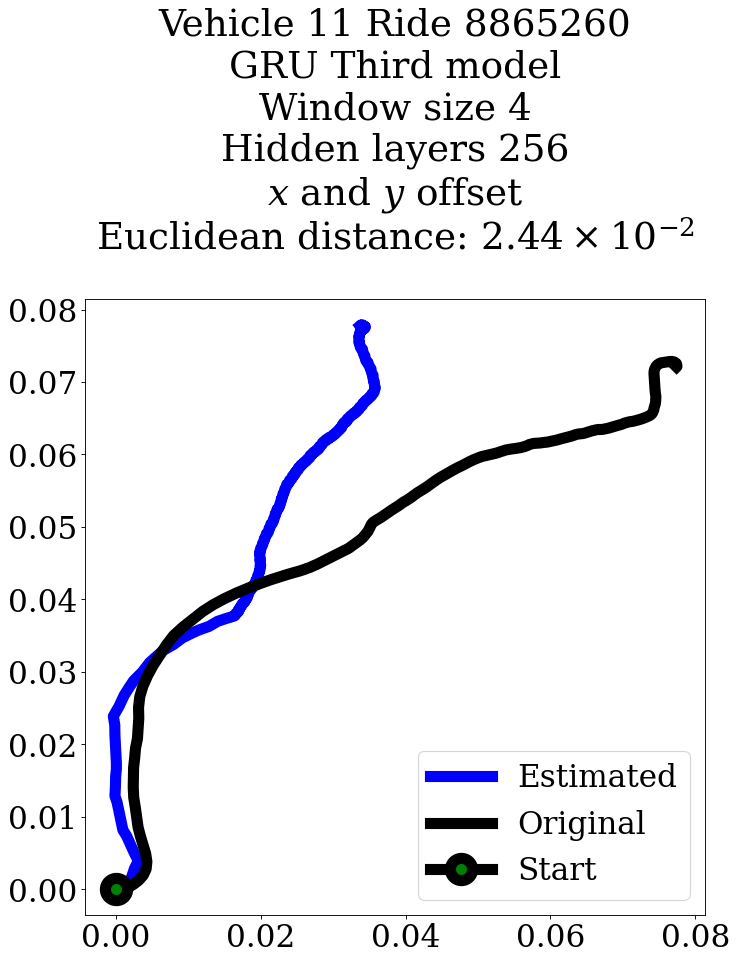 Vehicle 11 Ride 8865260
GRU Third model
Window size 4
Hidden layers 256
x and y offset
Euclidean distance: 2.44 × 10⁻²
0.08
0.07
0.06
0.05
0.04
0.03
0.02
0.01
0.00
Estimated
Original
Start
0.00 0.02 0.04 0.06 0.08